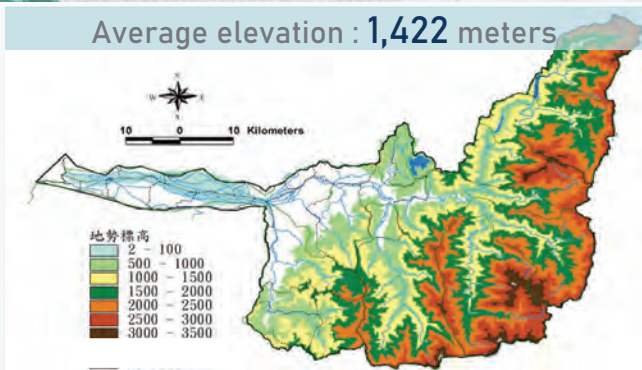 Average elevation : 1,422 meters
N
W E
S
10 0 10 Kilometers
地勢標高
2 - 100
500 - 1000
1000 - 1500
1500 - 2000
2000 - 2500
2500 - 3000
3000 - 3500